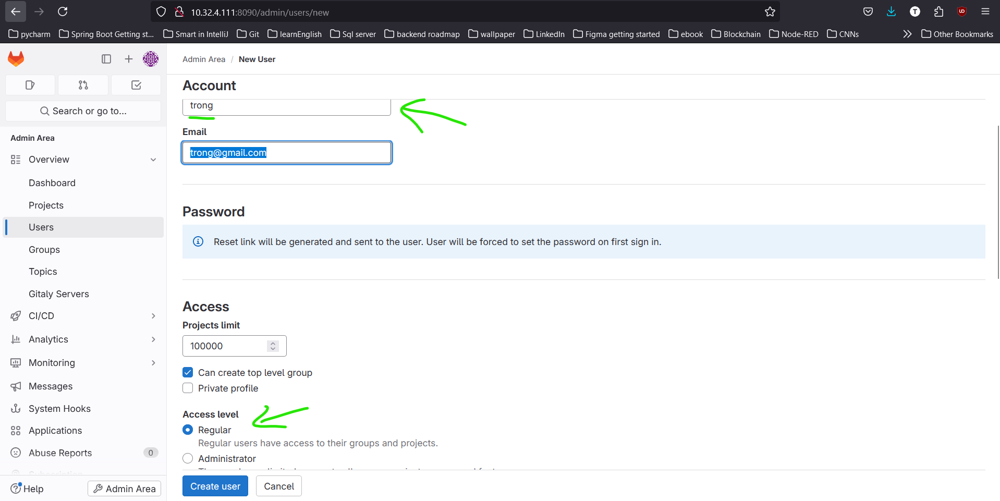 10.32.4.111:8090/admin/users/new
T
UO
pycharm
Spring Boot Getting st...
Smart in IntelliJ
Git
learnEnglish
Sql server
backend roadmap
wallpaper
LinkedIn
Figma getting started
ebook
Blockchain
Node-RED
CNNs
Other Bookmarks
Search or go to...
Admin Area
Overview
Dashboard
Projects
Users
Groups
Topics
Gitaly Servers
CI/CD
Analytics
Monitoring
Messages
System Hooks
Applications
Abuse Reports 0
Help
Admin Area
Admin Area / New User
Account
trong
Email
trong@gmail.com
Password
Reset link will be generated and sent to the user. User will be forced to set the password on first sign in.
Access
Projects limit
100000
Can create top level group
Private profile
Access level
Regular
Regular users have access to their groups and projects.
Administrator
Create user
Cancel